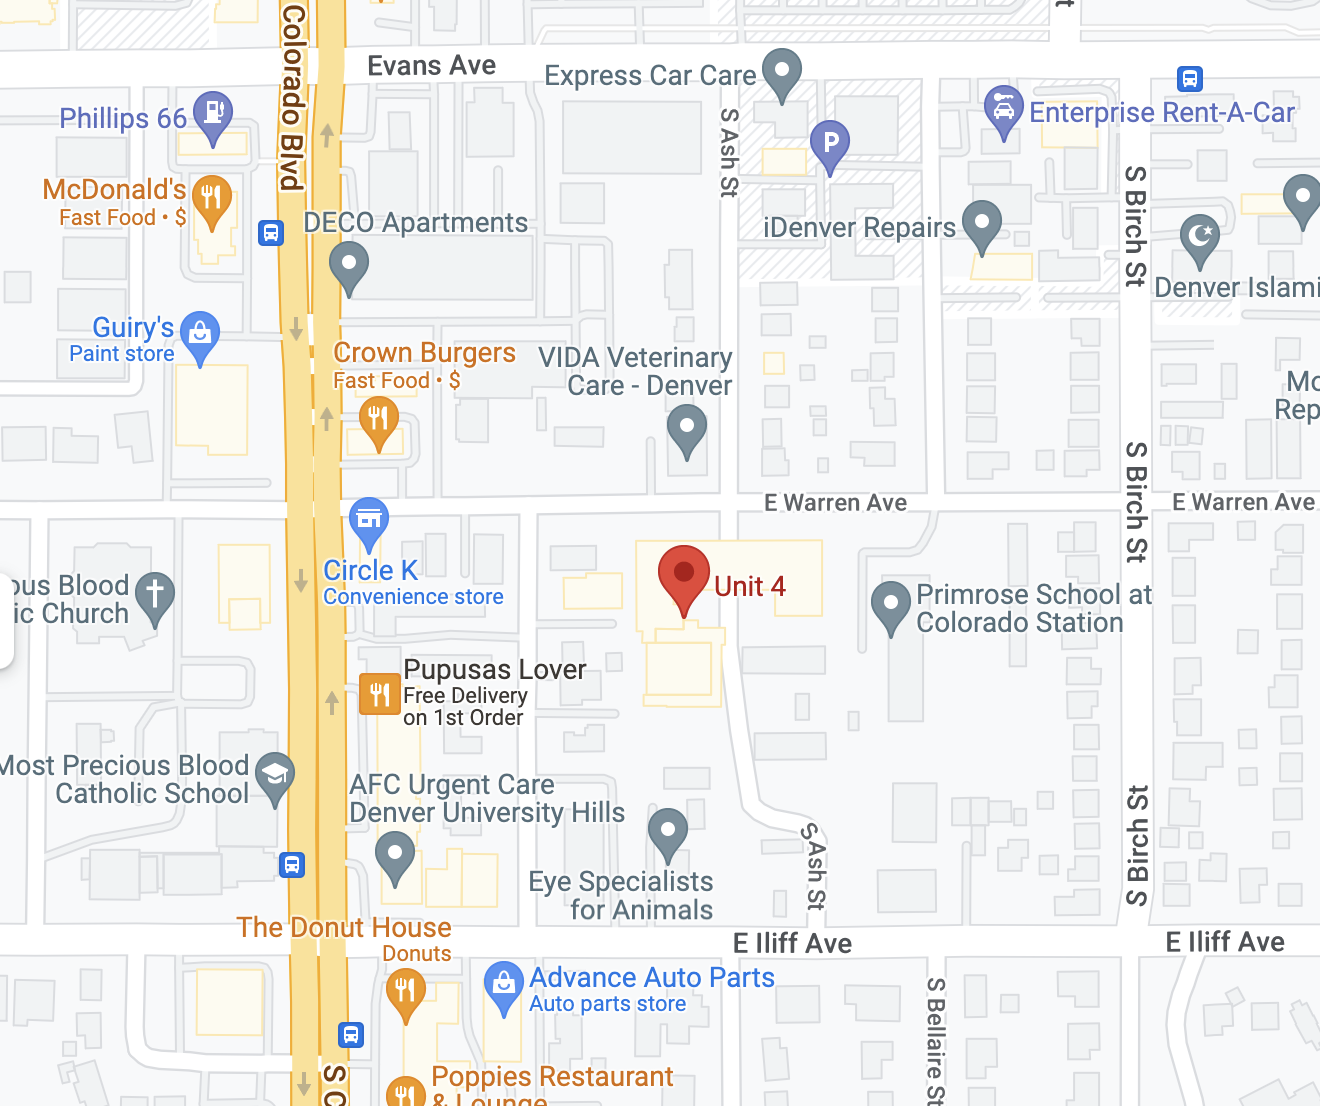 Colorado Blvd
Evans Ave
Express Car Care
Phillips 66
P
Enterprise Rent-A-Car
S Ash St
McDonald's
Fast Food • $
S Birch St
DECO Apartments
iDenver Repairs
Denver Islami
Guiry's
Paint store
Crown Burgers
Fast Food • $
VIDA Veterinary
Care - Denver
Mc
Rep
S Birch St
E Warren Ave
E Warren Ave
Circle K
Convenience store
ous Blood
ic Church
Unit 4
Primrose School at
Colorado Station
Pupusas Lover
Free Delivery
on 1st Order
Most Precious Blood
Catholic School
AFC Urgent Care
Denver University Hills
S Ash St
S Birch St
Eye Specialists
for Animals
The Donut House
Donuts
E Iliff Ave
E Iliff Ave
Advance Auto Parts
Auto parts store
S Bellaire St
S C
Poppies Restaurant
& Lounge